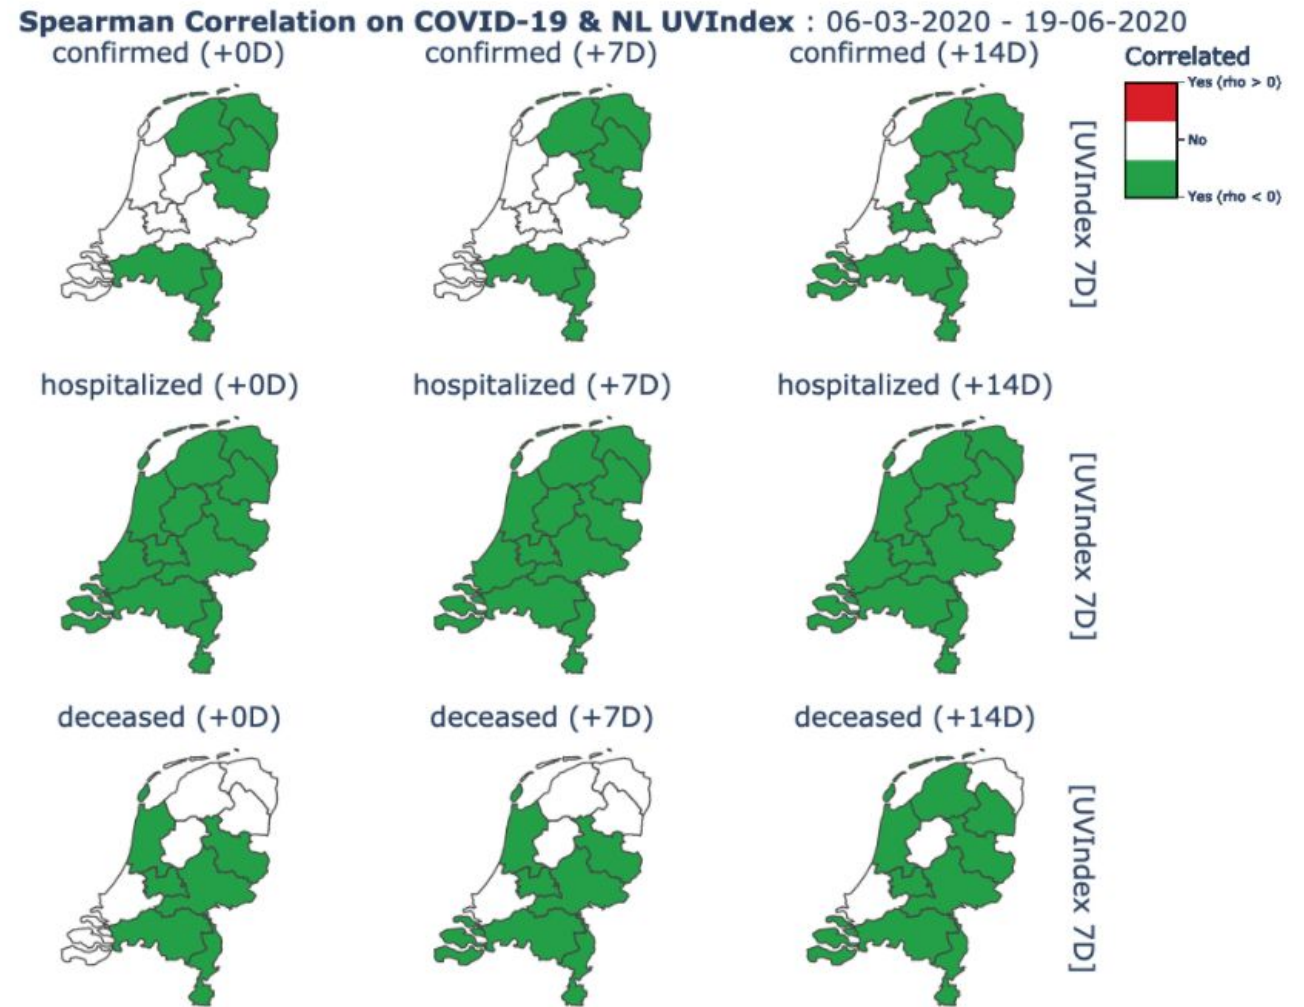 Spearman Correlation on COVID-19 & NL UVIndex : 06-03-2020 - 19-06-2020
confirmed (+0D)
confirmed (+7D)
confirmed (+14D)
Correlated
Yes (rho > 0)
No
Yes (rho < 0)
[UVIndex 7D]
hospitalized (+0D)
hospitalized (+7D)
hospitalized (+14D)
[UVIndex 7D]
deceased (+0D)
deceased (+7D)
deceased (+14D)
[UVIndex 7D]